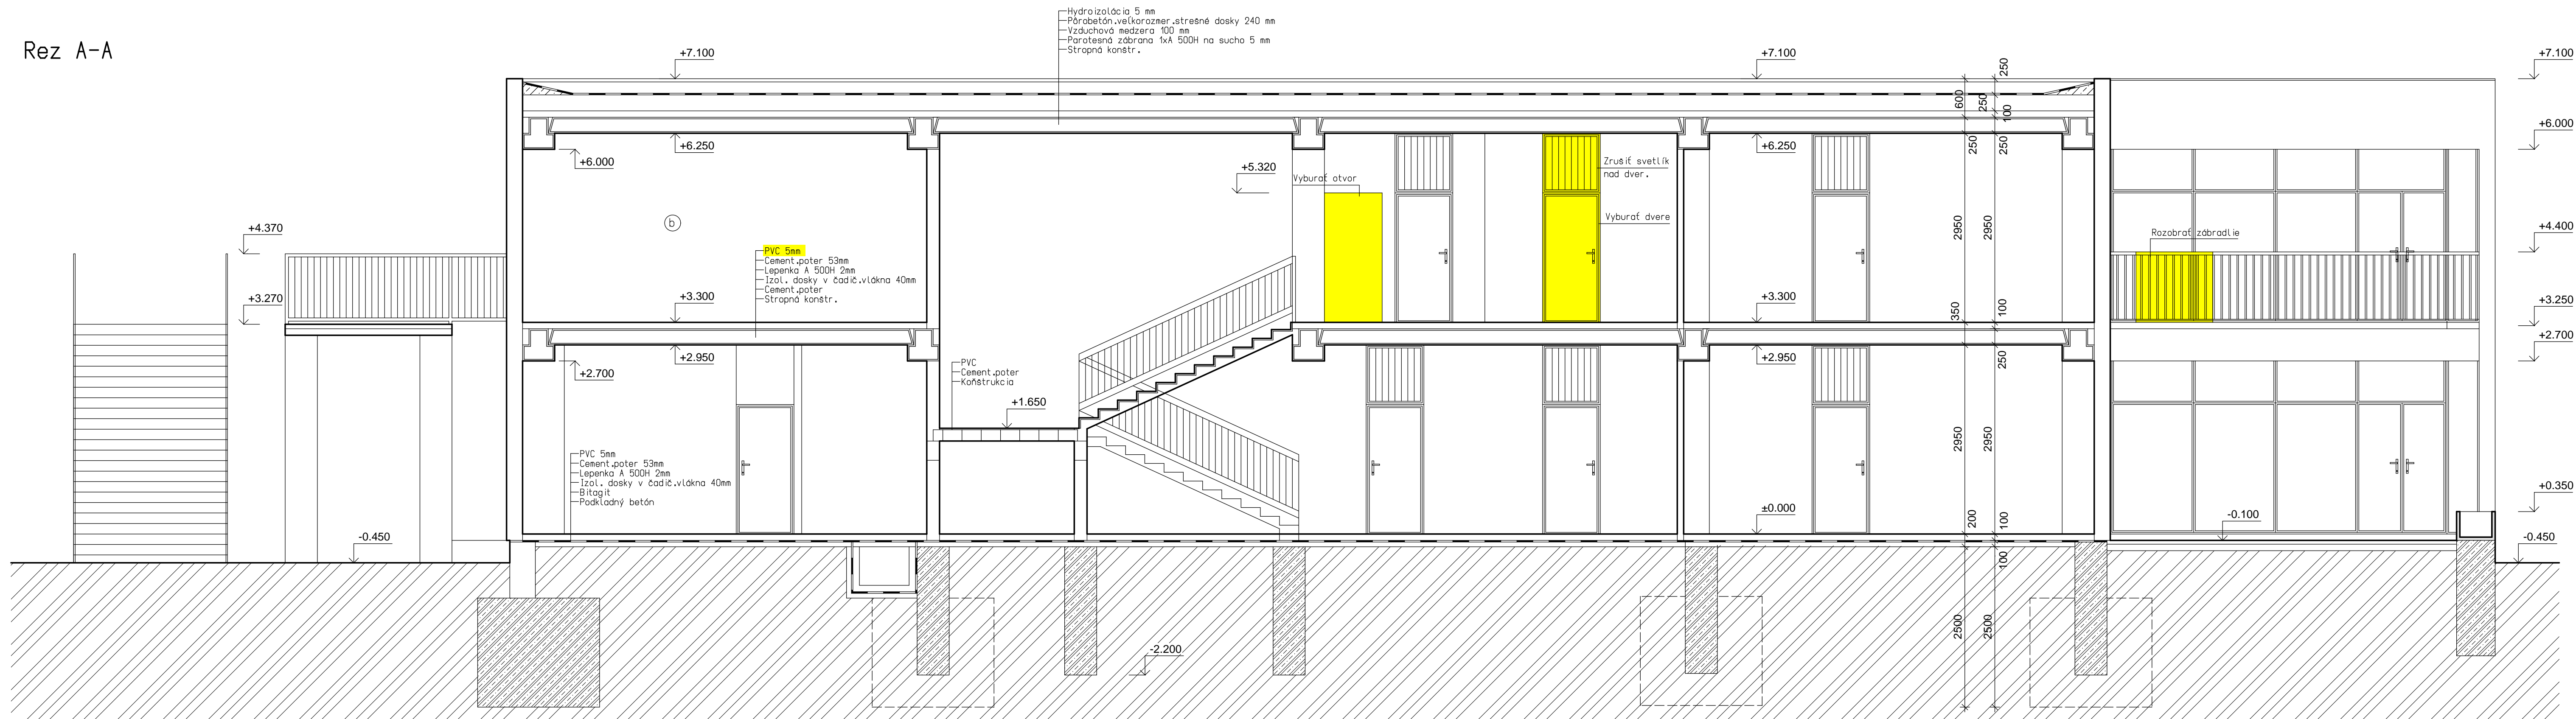 Rez A-A
Hydroizolácia 5 mm
Pórobetón.veľkorozmer.strešné dosky 240 mm
Vzduchová medzera 100 mm
Parotesná zábrana 1xA 500H na sucho 5 mm
Stropná konštr.
+7.100
+7.100
+7.100
250
600
250
100
+6.250
+6.000
+5.320
Vyburať otvor
Zrušiť svetlík
nad dver.
Vyburať dvere
+6.250
250
250
+6.000
b
+4.370
+3.270
PVC 5mm
Cement.poter 53mm
Lepenka A 500H 2mm
Izol. dosky v čadič.vlákna 40mm
Cement.poter
Stropná konštr.
2950
2950
Rozobrať zábradlie
+4.400
+3.300
+3.300
350
100
+3.250
+2.950
+2.700
+2.950
250
+2.700
PVC
Cement.poter
Koňštrukcia
+1.650
2950
2950
PVC 5mm
Cement.poter 53mm
Lepenka A 500H 2mm
Izol. dosky v čadič.vlákna 40mm
Bitagit
Podkladný betón
±0.000
200
100
-0.100
+0.350
-0.450
-0.450
100
-2.200
2500
2500